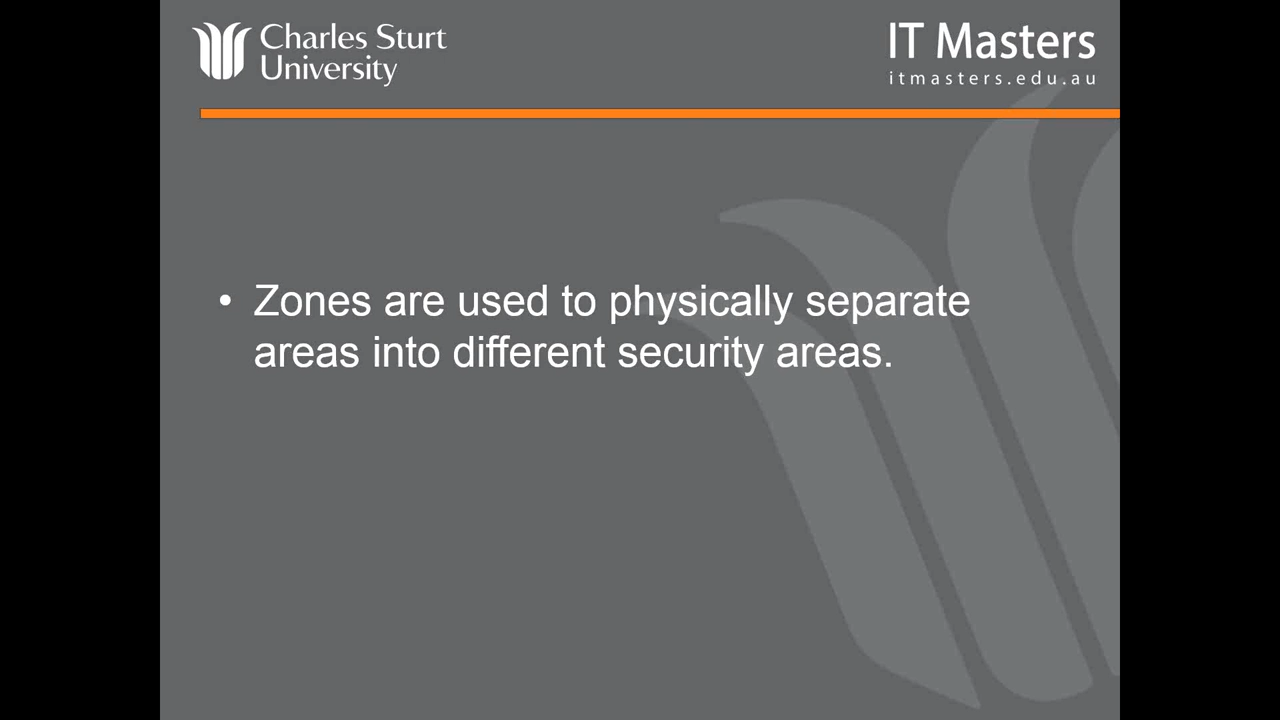 Charles Sturt
University
IT Masters
itmasters.edu.au
• Zones are used to physically separate
areas into different security areas.